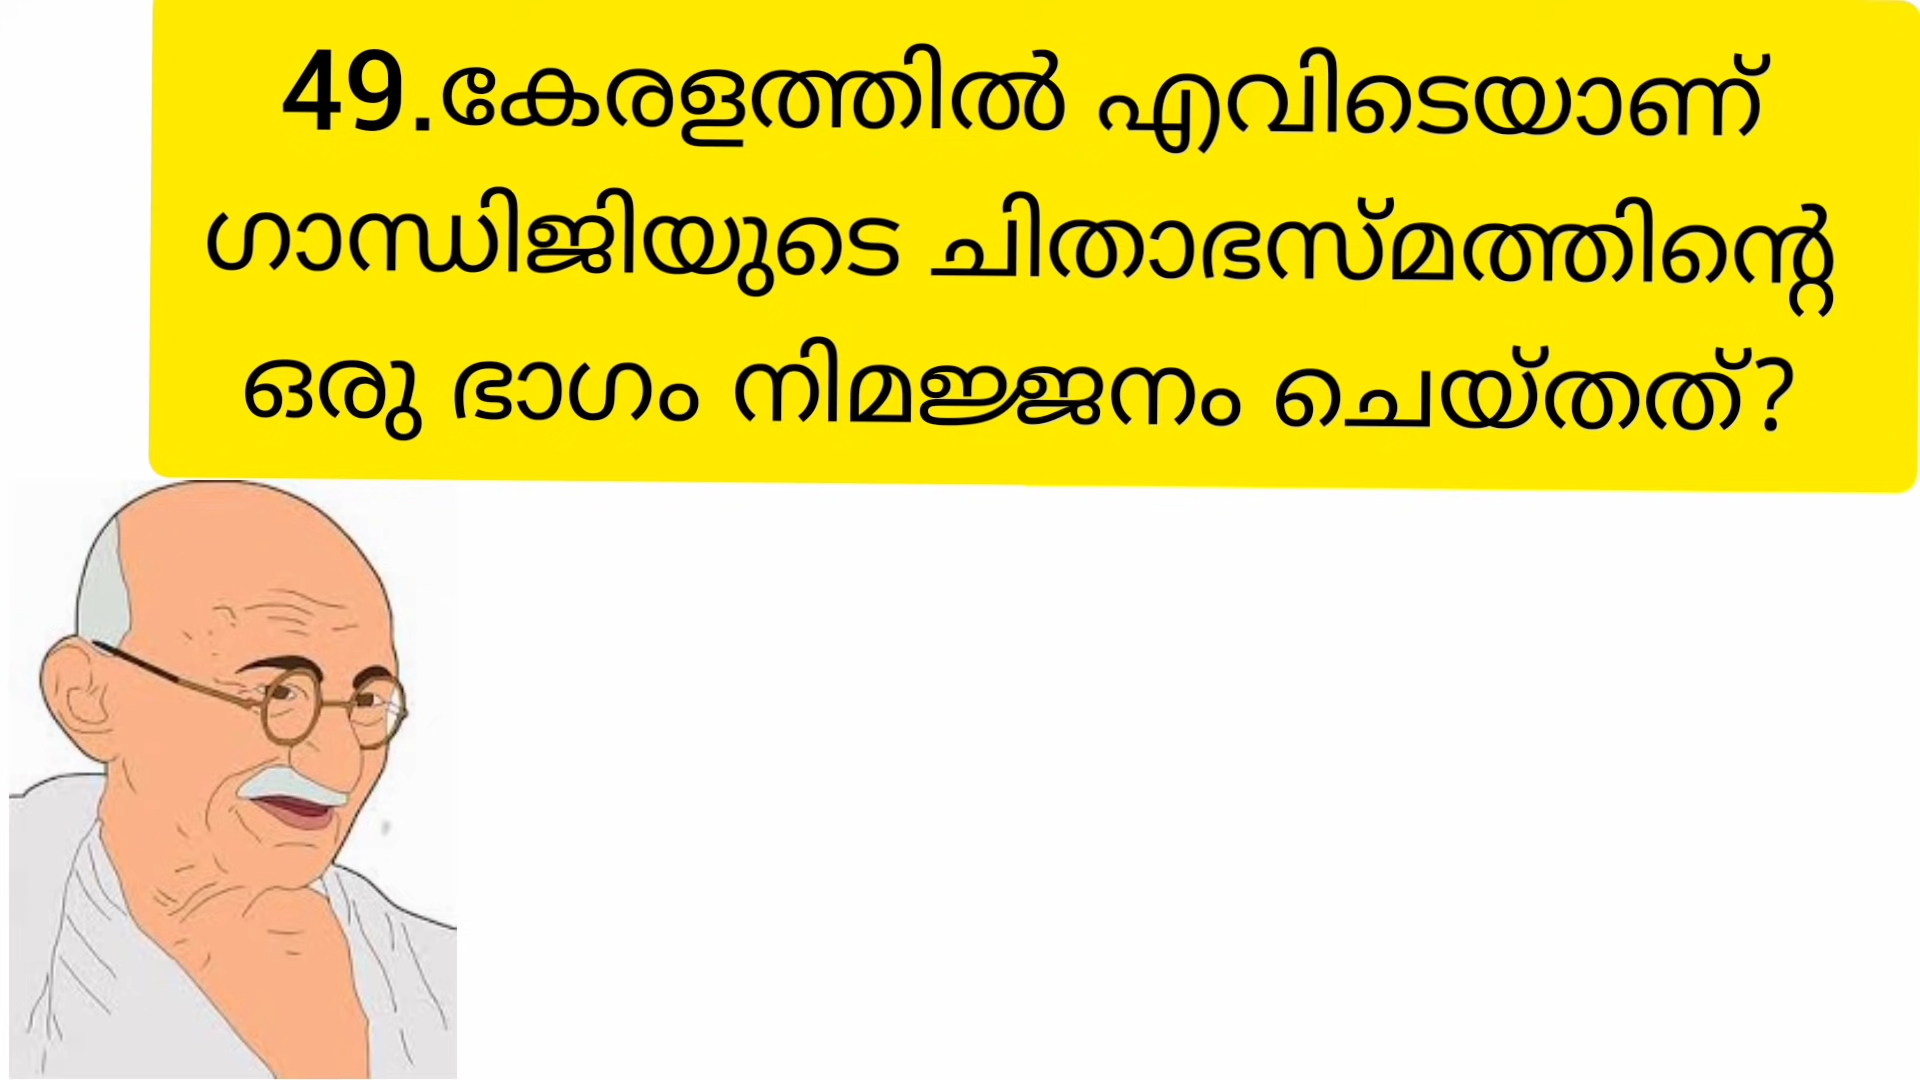 49.കേരളത്തിൽ എവിടെയാണ്
ഗാന്ധിജിയുടെ ചിതാഭസ്മത്തിന്റെ
ഒരു ഭാഗം നിമജ്ജനം ചെയ്തത്?